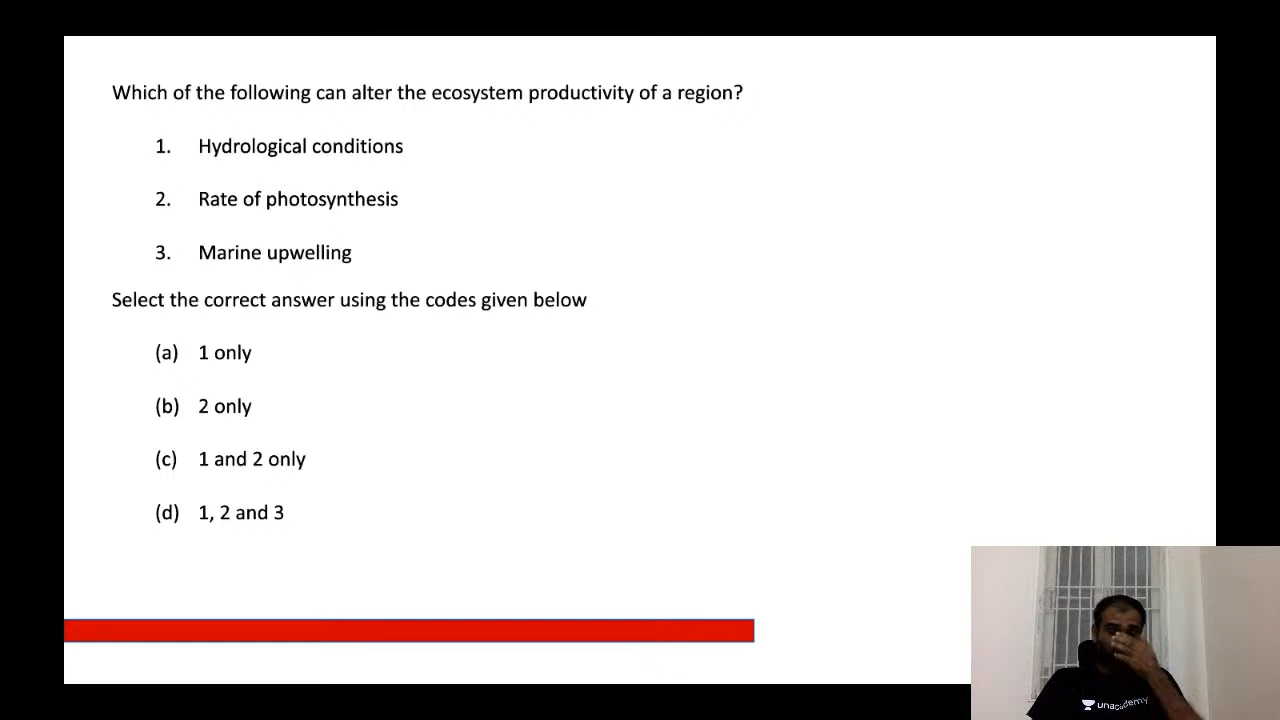 Which of the following can alter the ecosystem productivity of a region?
1. Hydrological conditions
2. Rate of photosynthesis
3. Marine upwelling
Select the correct answer using the codes given below
(a) 1 only
(b) 2 only
(c) 1 and 2 only
(d) 1, 2 and 3
unacademy